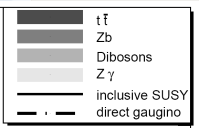 t t̄
Zb
Dibosons
Z γ
inclusive SUSY
direct gaugino